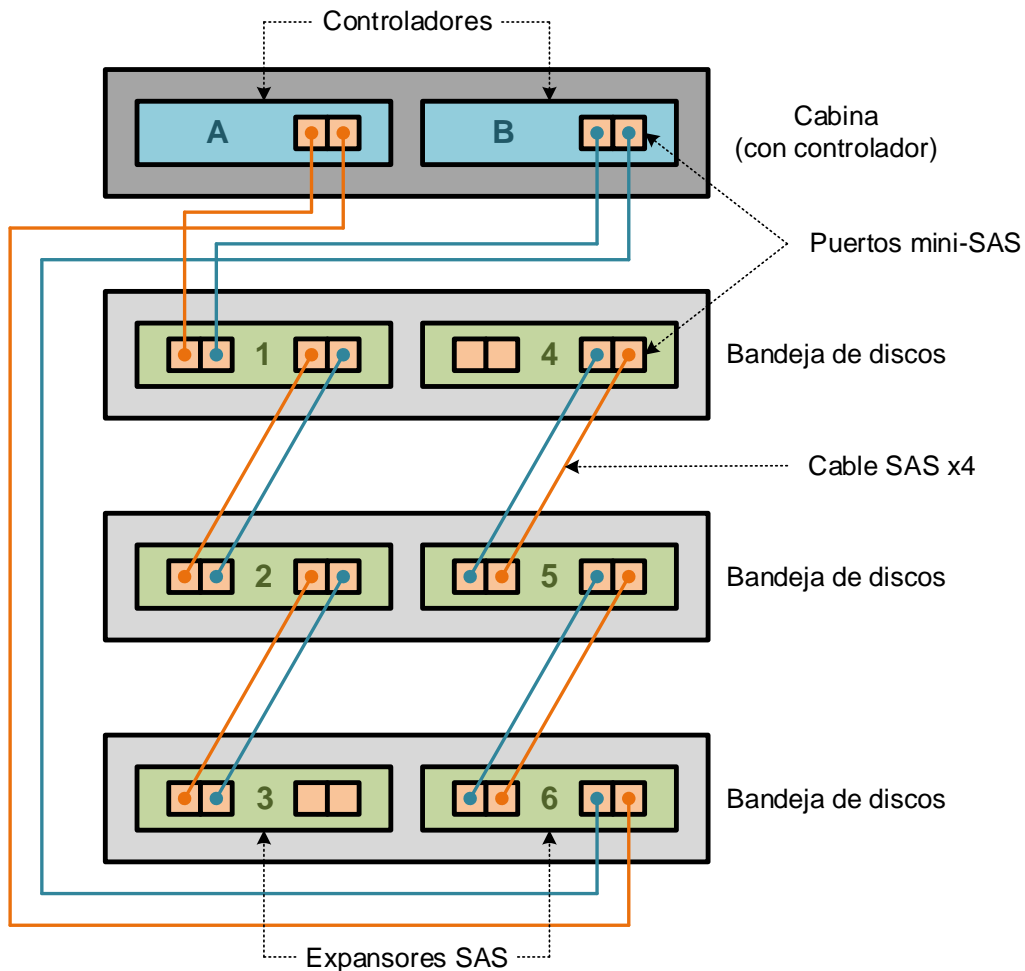 Controladores
A
B
Cabina
(con controlador)
Puertos mini-SAS
1
4
Bandeja de discos
Cable SAS x4
2
5
Bandeja de discos
3
6
Bandeja de discos
Expansores SAS